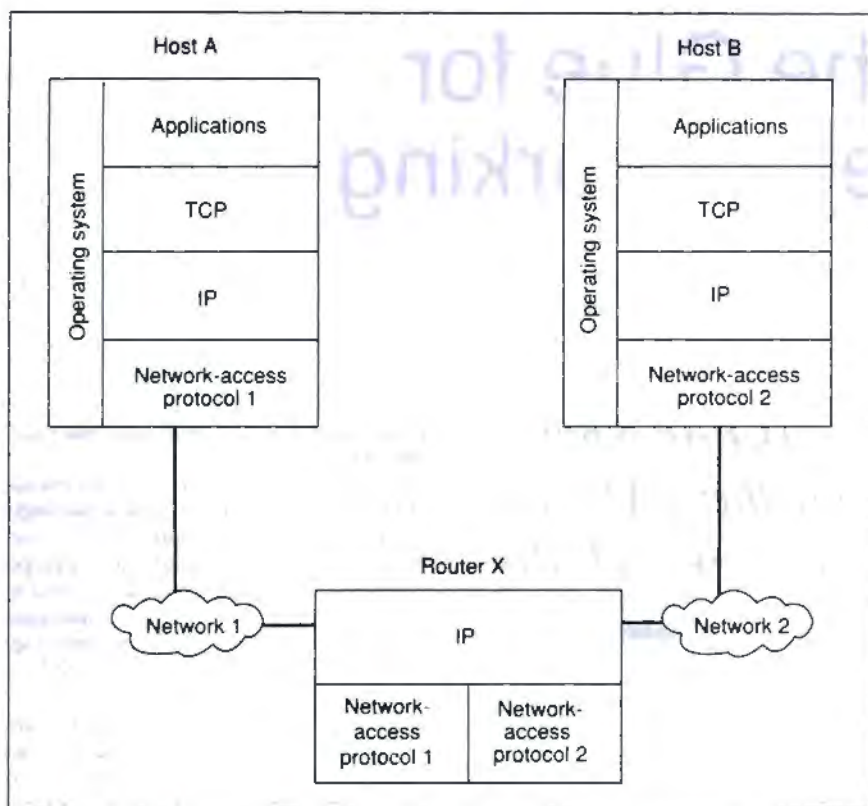 Host A
Host B
Operating system
Applications
TCP
IP
Network-access
protocol 1
Operating system
Applications
TCP
IP
Network-access
protocol 2
Router X
Network 1
IP
Network 2
Network-
access
protocol 1
Network-
access
protocol 2